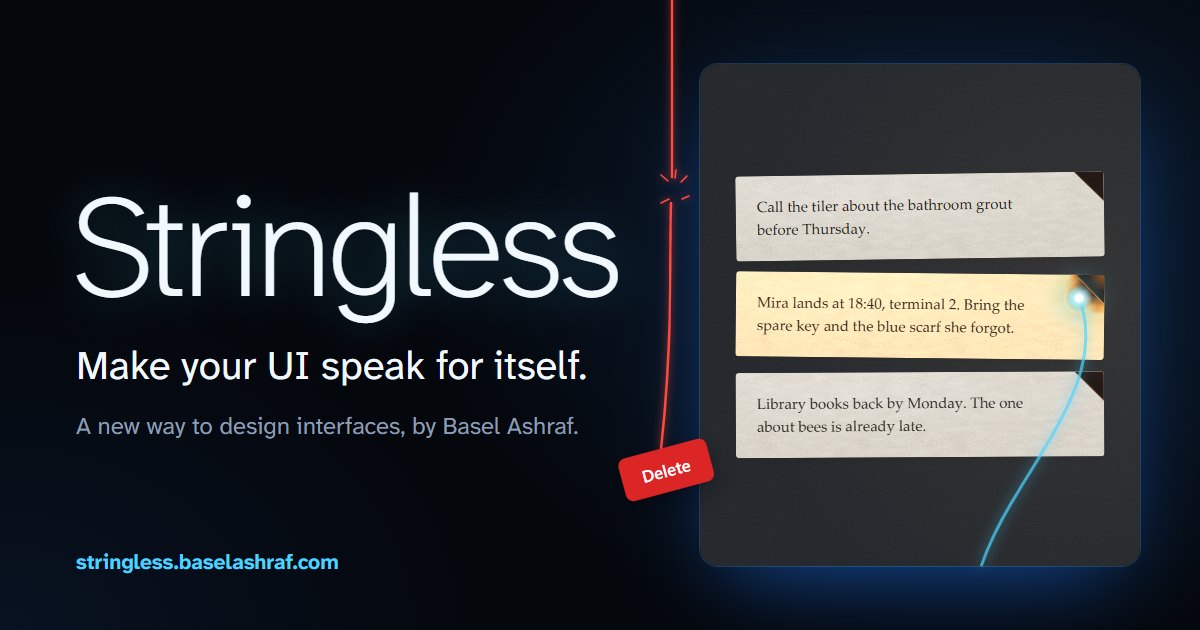 Stringless
Make your UI speak for itself.
A new way to design interfaces, by Basel Ashraf.
stringless.baselashraf.com
Delete
Call the tiler about the bathroom grout
before Thursday.
Mira lands at 18:40, terminal 2. Bring the
spare key and the blue scarf she forgot.
Library books back by Monday. The one
about bees is already late.